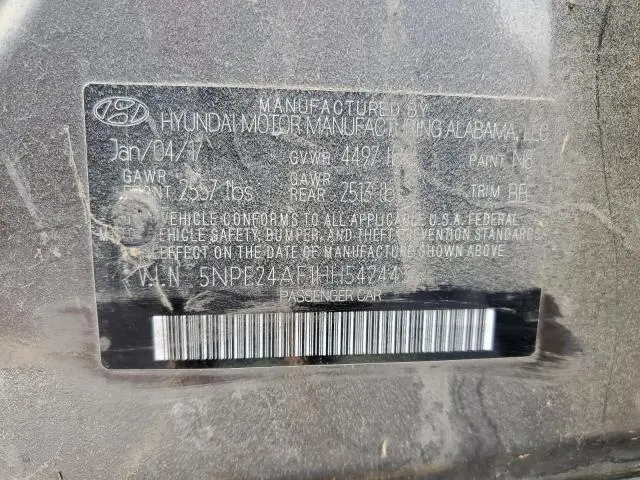 MANUFACTURED BY
HYUNDAI MOTOR MANUFACTURING ALABAMA, LLC
Jan/04/17 GVWR 4497 lbs PAINT N8
GAWR FRONT 2557 lbs GAWR REAR 2513 lbs TRIM BB
VEHICLE CONFORMS TO ALL APPLICABLE U.S.A. FEDERAL
VEHICLE SAFETY, BUMPER, AND THEFT PREVENTION STANDARDS
IN EFFECT ON THE DATE OF MANUFACTURE SHOWN ABOVE.
V.I.N 5NPE24AF1HH54244
PASSENGER CAR